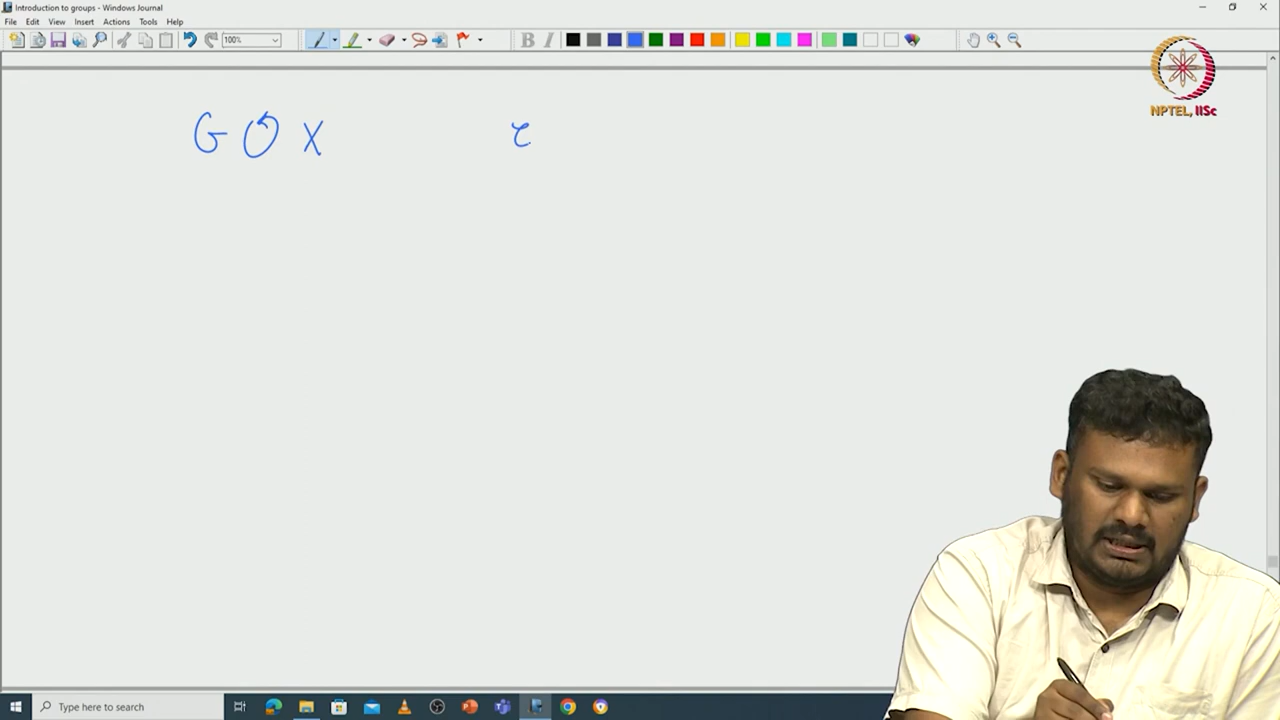 Introduction to groups - Windows Journal
File Edit View Insert Actions Tools Help
100%
B I
NPTEL, IISc
G ↺ X
Type here to search